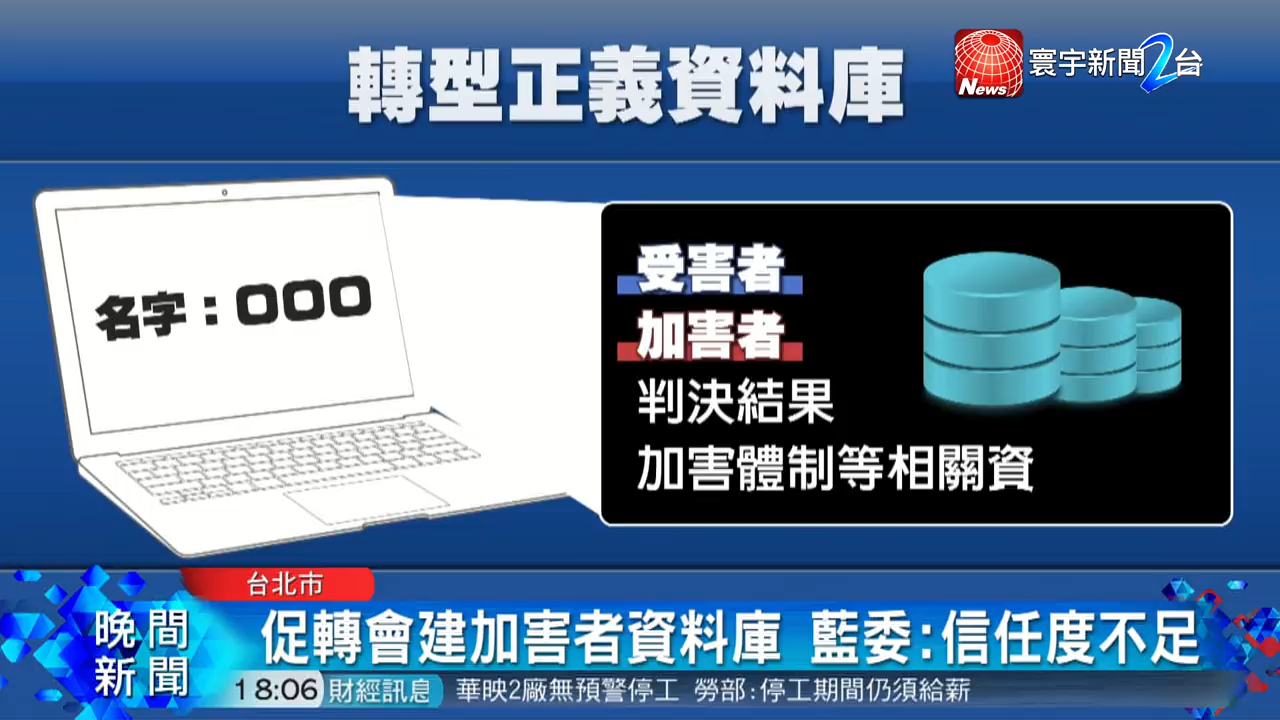 轉型正義資料庫
News
寰宇新聞2台
名字：OOO
受害者
加害者
判決結果
加害體制等相關資
台北市
晚間新聞
促轉會建加害者資料庫 藍委:信任度不足
18:06 財經訊息 華映2廠無預警停工 勞部:停工期間仍須給薪